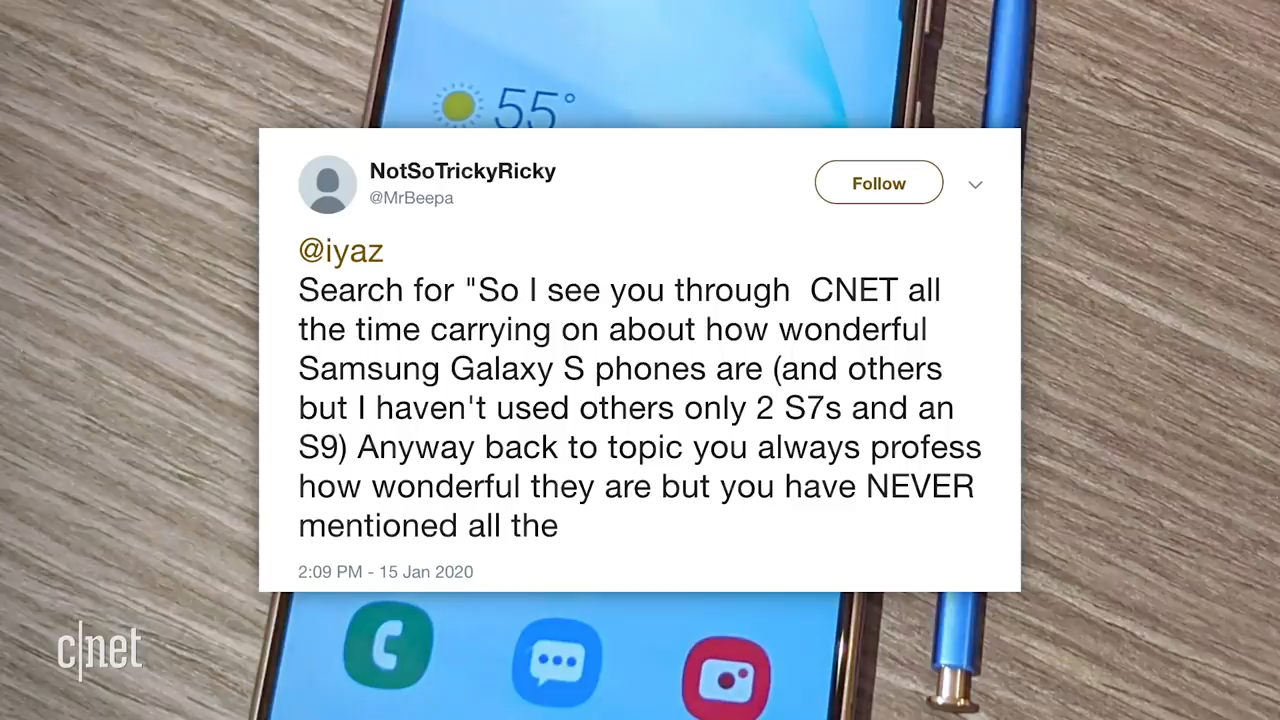 55°
NotSoTrickyRicky
@MrBeepa
Follow
@iyaz
Search for "So I see you through  CNET all
the time carrying on about how wonderful
Samsung Galaxy S phones are (and others
but I haven't used others only 2 S7s and an
S9) Anyway back to topic you always profess
how wonderful they are but you have NEVER
mentioned all the
2:09 PM - 15 Jan 2020
c|net